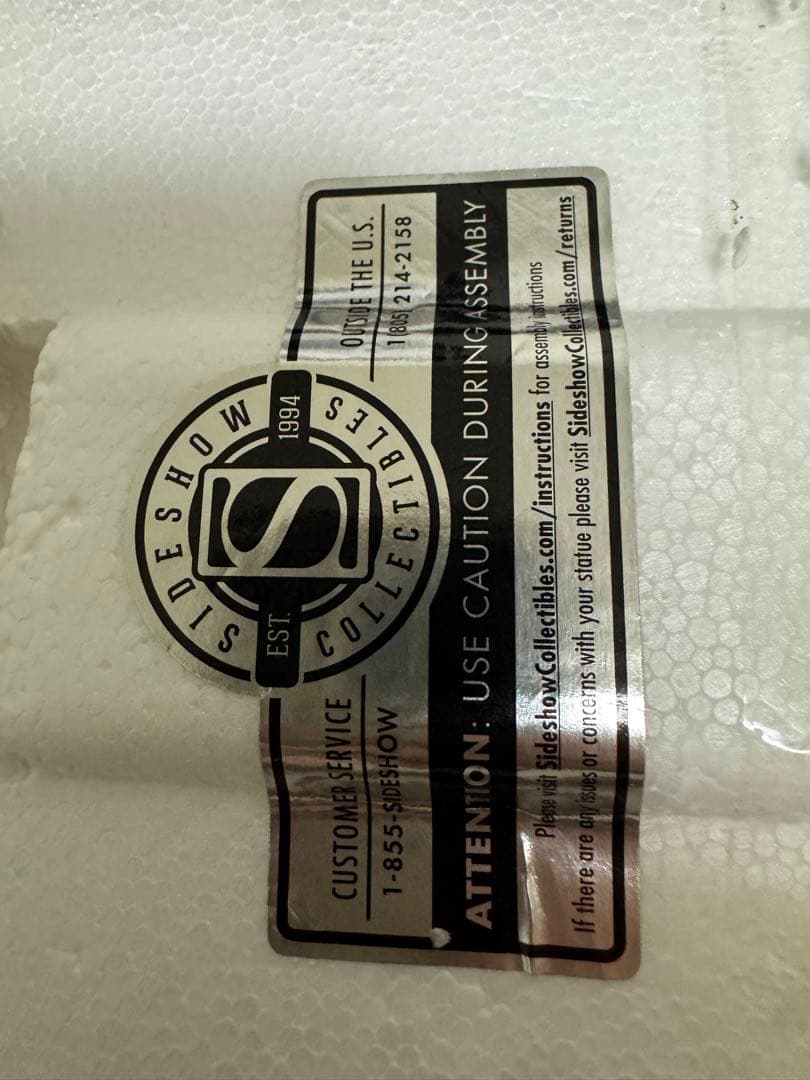 SIDESHOW
EST. 1994
S
COLLECTIBLES
CUSTOMER SERVICE
1-855-SIDESHOW
OUTSIDE THE U.S.
1(805) 214-2158
ATTENTION: USE CAUTION DURING ASSEMBLY
Please visit SideshowCollectibles.com/instructions for assembly instructions
If there are any issues or concerns with your statue please visit SideshowCollectibles.com/returns